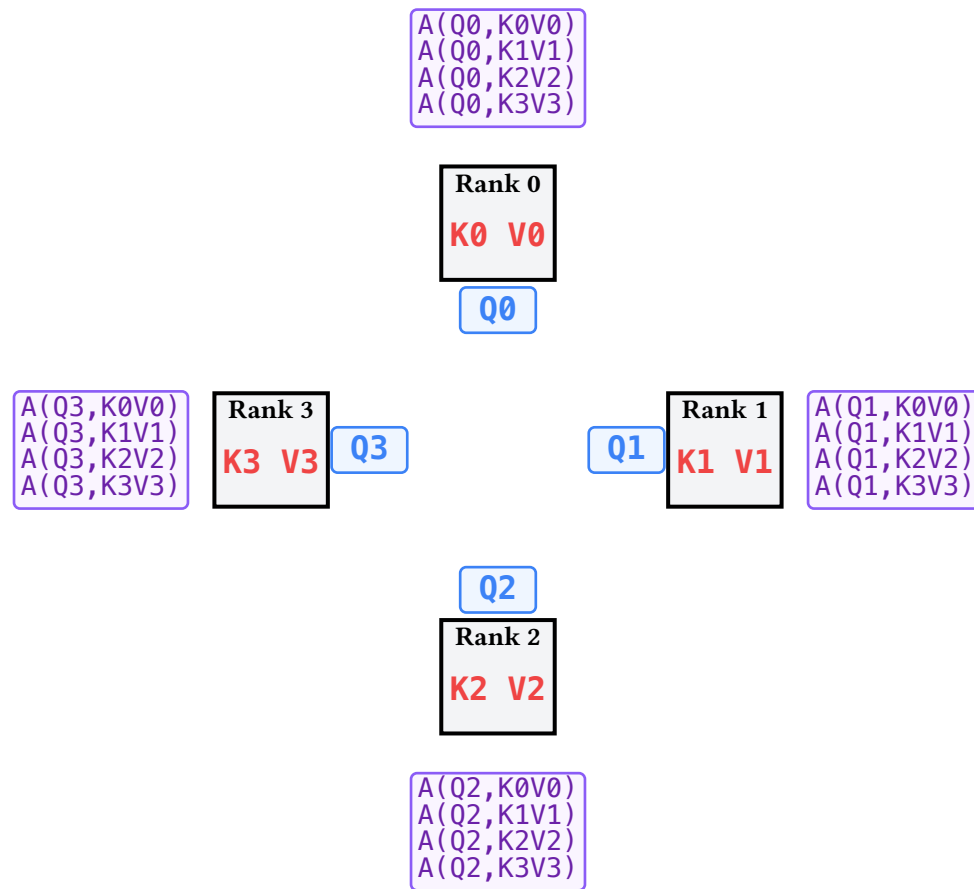 A(Q0,K0V0)
A(Q0,K1V1)
A(Q0,K2V2)
A(Q0,K3V3)
Rank 0
K0 V0
Q0
A(Q3,K0V0)
A(Q3,K1V1)
A(Q3,K2V2)
A(Q3,K3V3)
Rank 3
K3 V3
Q3
Q1
Rank 1
K1 V1
A(Q1,K0V0)
A(Q1,K1V1)
A(Q1,K2V2)
A(Q1,K3V3)
Q2
Rank 2
K2 V2
A(Q2,K0V0)
A(Q2,K1V1)
A(Q2,K2V2)
A(Q2,K3V3)